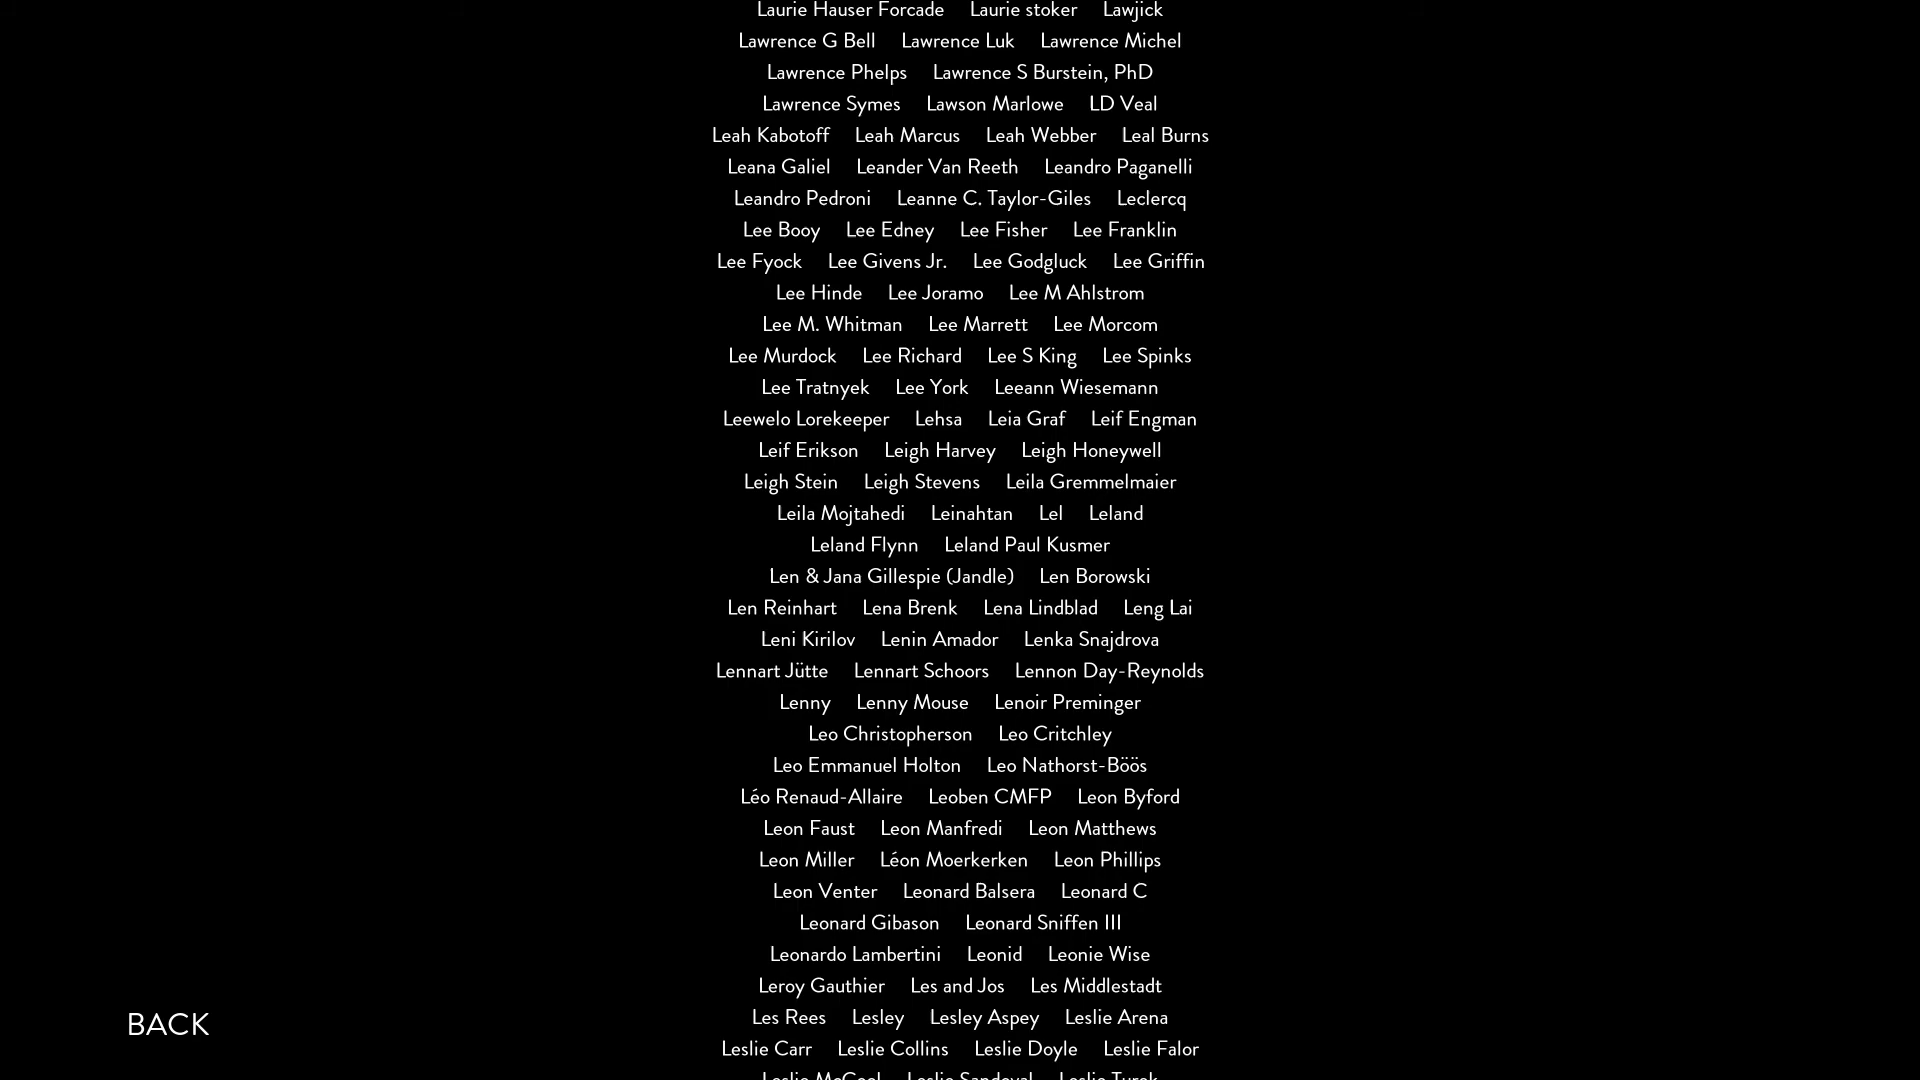 Laurie Hauser Forcade Laurie stoker Lawjick
Lawrence G Bell Lawrence Luk Lawrence Michel
Lawrence Phelps Lawrence S Burstein, PhD
Lawrence Symes Lawson Marlowe LD Veal
Leah Kabotoff Leah Marcus Leah Webber Leal Burns
Leana Galiel Leander Van Reeth Leandro Paganelli
Leandro Pedroni Leanne C. Taylor-Giles Leclercq
Lee Booy Lee Edney Lee Fisher Lee Franklin
Lee Fyock Lee Givens Jr. Lee Godgluck Lee Griffin
Lee Hinde Lee Joramo Lee M Ahlstrom
Lee M. Whitman Lee Marrett Lee Morcom
Lee Murdock Lee Richard Lee S King Lee Spinks
Lee Tratnyek Lee York Leeann Wiesemann
Leewelo Lorekeeper Lehsa Leia Graf Leif Engman
Leif Erikson Leigh Harvey Leigh Honeywell
Leigh Stein Leigh Stevens Leila Gremmelmaier
Leila Mojtahedi Leinahtan Lel Leland
Leland Flynn Leland Paul Kusmer
Len & Jana Gillespie (Jandle) Len Borowski
Len Reinhart Lena Brenk Lena Lindblad Leng Lai
Leni Kirilov Lenin Amador Lenka Snajdrova
Lennart Jütte Lennart Schoors Lennon Day-Reynolds
Lenny Lenny Mouse Lenoir Preminger
Leo Christopherson Leo Critchley
Leo Emmanuel Holton Leo Nathorst-Böös
Léo Renaud-Allaire Leoben CMFP Leon Byford
Leon Faust Leon Manfredi Leon Matthews
Leon Miller Léon Moerkerken Leon Phillips
Leon Venter Leonard Balsera Leonard C
Leonard Gibason Leonard Sniffen III
Leonardo Lambertini Leonid Leonie Wise
Leroy Gauthier Les and Jos Les Middlestadt
Les Rees Lesley Lesley Aspey Leslie Arena
BACK
Leslie Carr Leslie Collins Leslie Doyle Leslie Falor
Leslie McCool Leslie Sandoval Leslie Turek